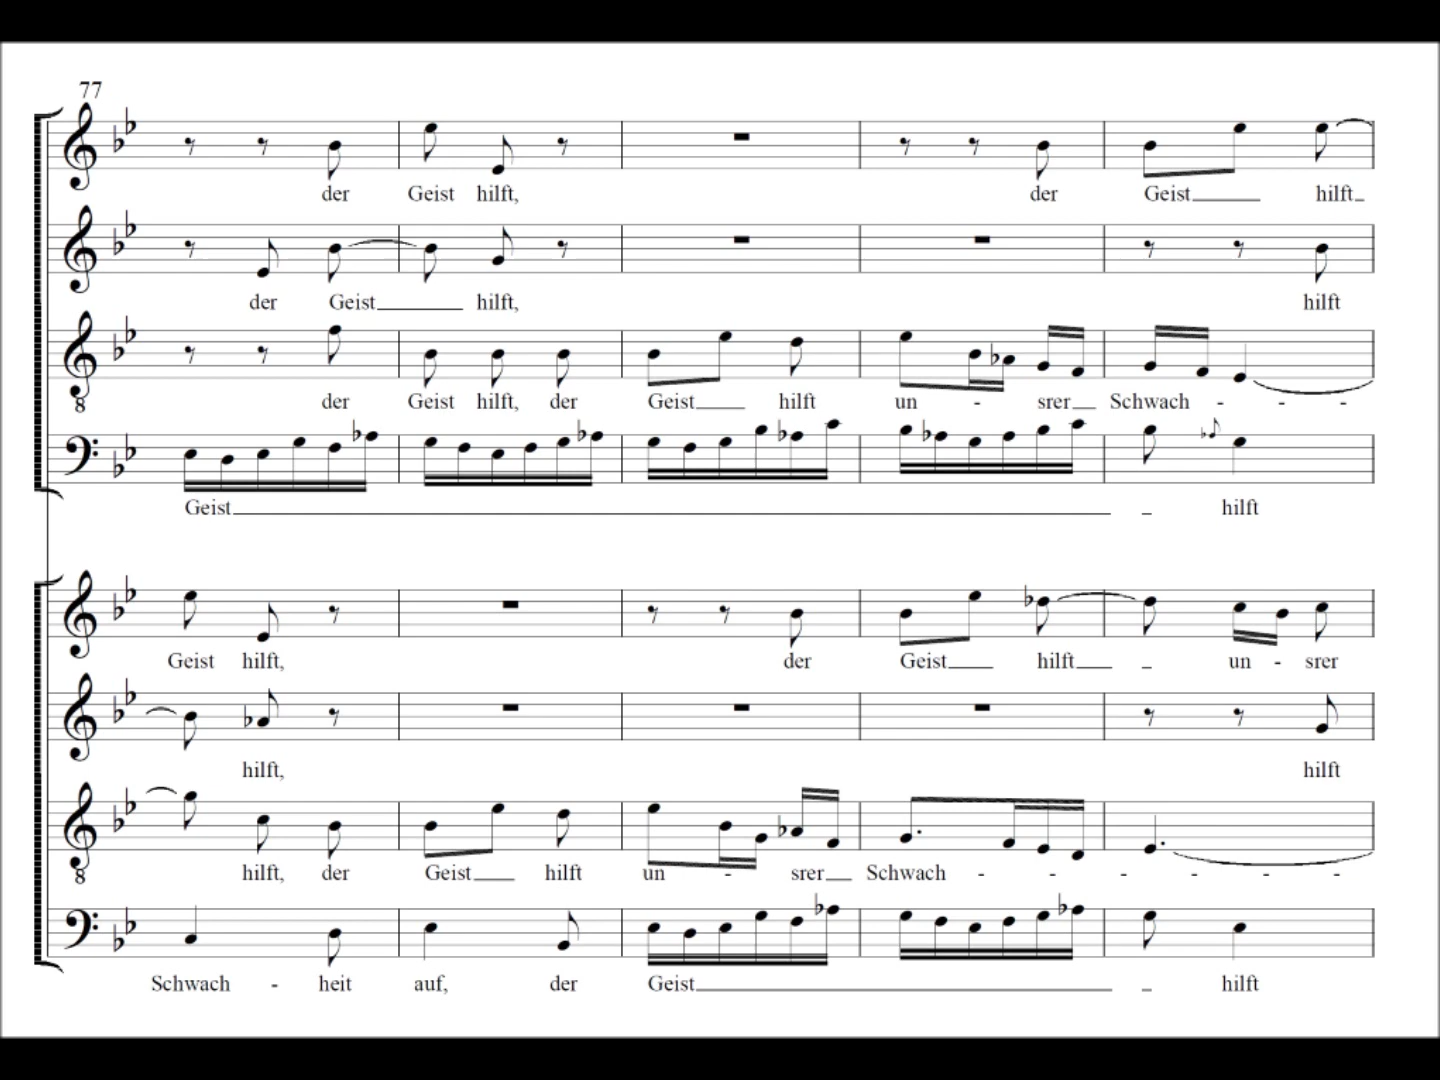 77
der Geist hilft, der Geist hilft
der Geist hilft, hilft
8
der Geist hilft, der Geist hilft un - srer Schwach - - -
Geist hilft
Geist hilft, der Geist hilft un - srer
hilft, hilft
8
hilft, der Geist hilft un - srer Schwach - - - - - -
Schwach - heit auf, der Geist hilft